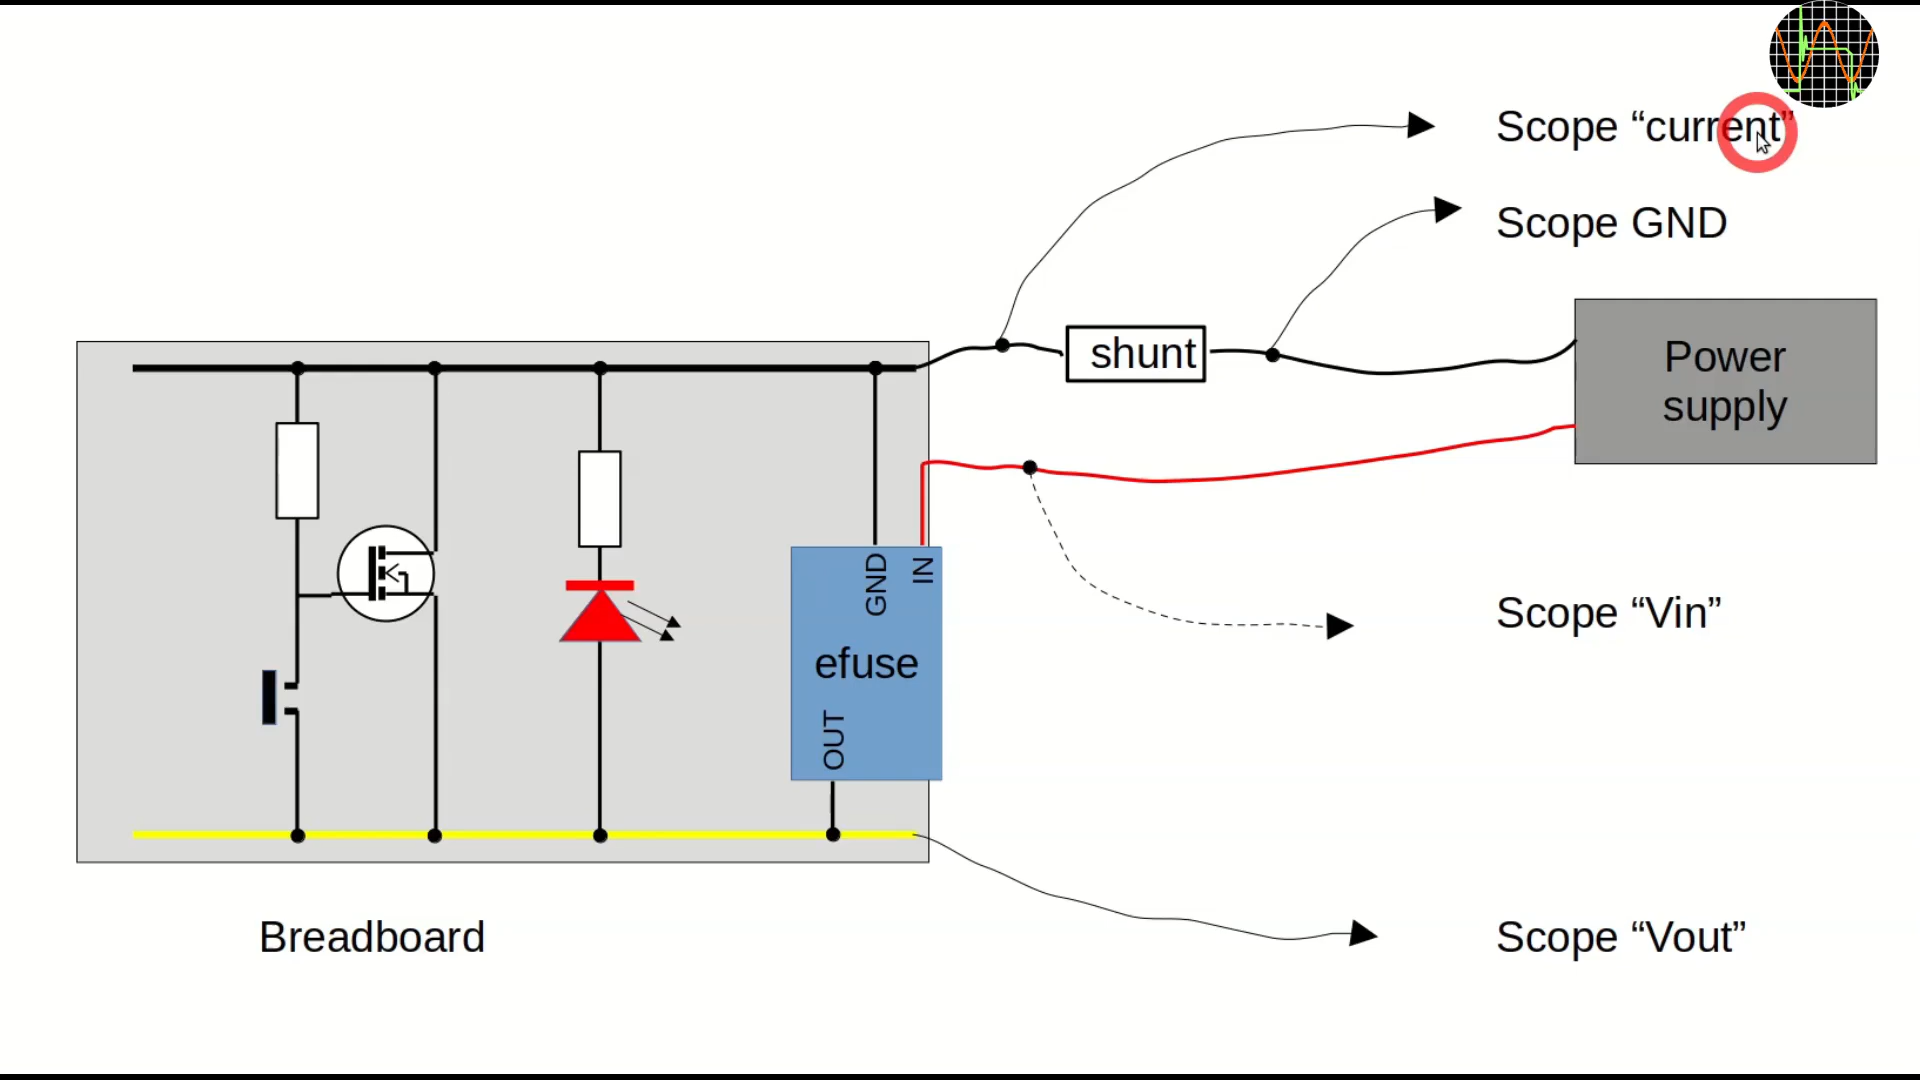 Scope “current”
Scope GND
shunt
Power
supply
GND
IN
efuse
OUT
Scope “Vin”
Breadboard
Scope “Vout”